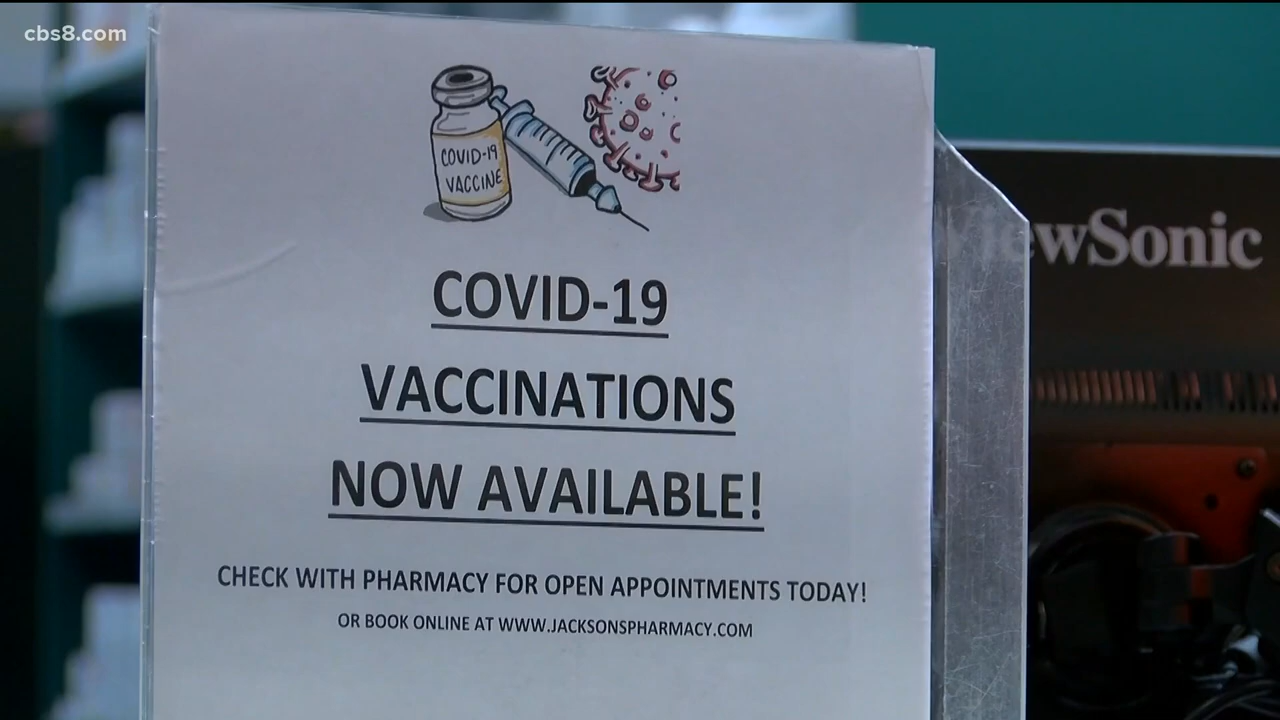 cbs8.com
COVID-19
VACCINE
COVID-19
VACCINATIONS
NOW AVAILABLE!
CHECK WITH PHARMACY FOR OPEN APPOINTMENTS TODAY!
OR BOOK ONLINE AT WWW.JACKSONSPHARMACY.COM
ViewSonic